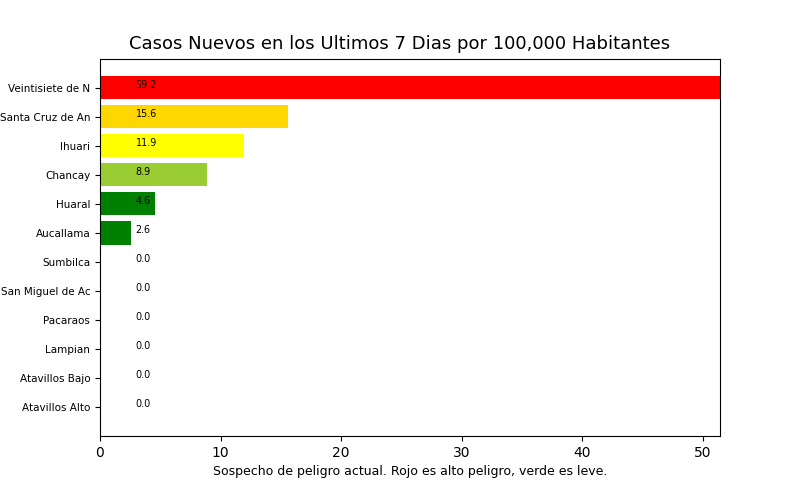 Casos Nuevos en los Ultimos 7 Dias por 100,000 Habitantes
Veintisiete de N 59.2
Santa Cruz de An 15.6
Ihuari 11.9
Chancay 8.9
Huaral 4.6
Aucallama 2.6
Sumbilca 0.0
San Miguel de Ac 0.0
Pacaraos 0.0
Lampian 0.0
Atavillos Bajo 0.0
Atavillos Alto 0.0
0 10 20 30 40 50
Sospecho de peligro actual. Rojo es alto peligro, verde es leve.